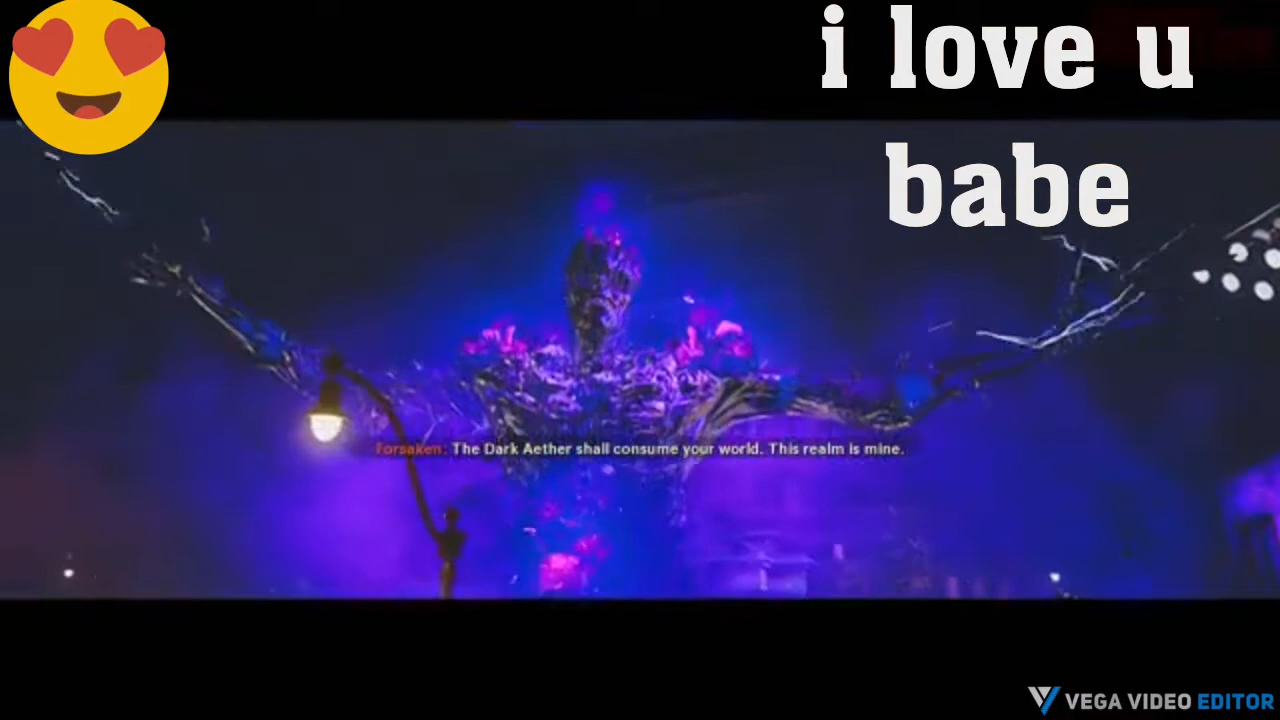 i love u
babe
Forsaken: The Dark Aether shall consume your world. This realm is mine.
VEGA VIDEO EDITOR